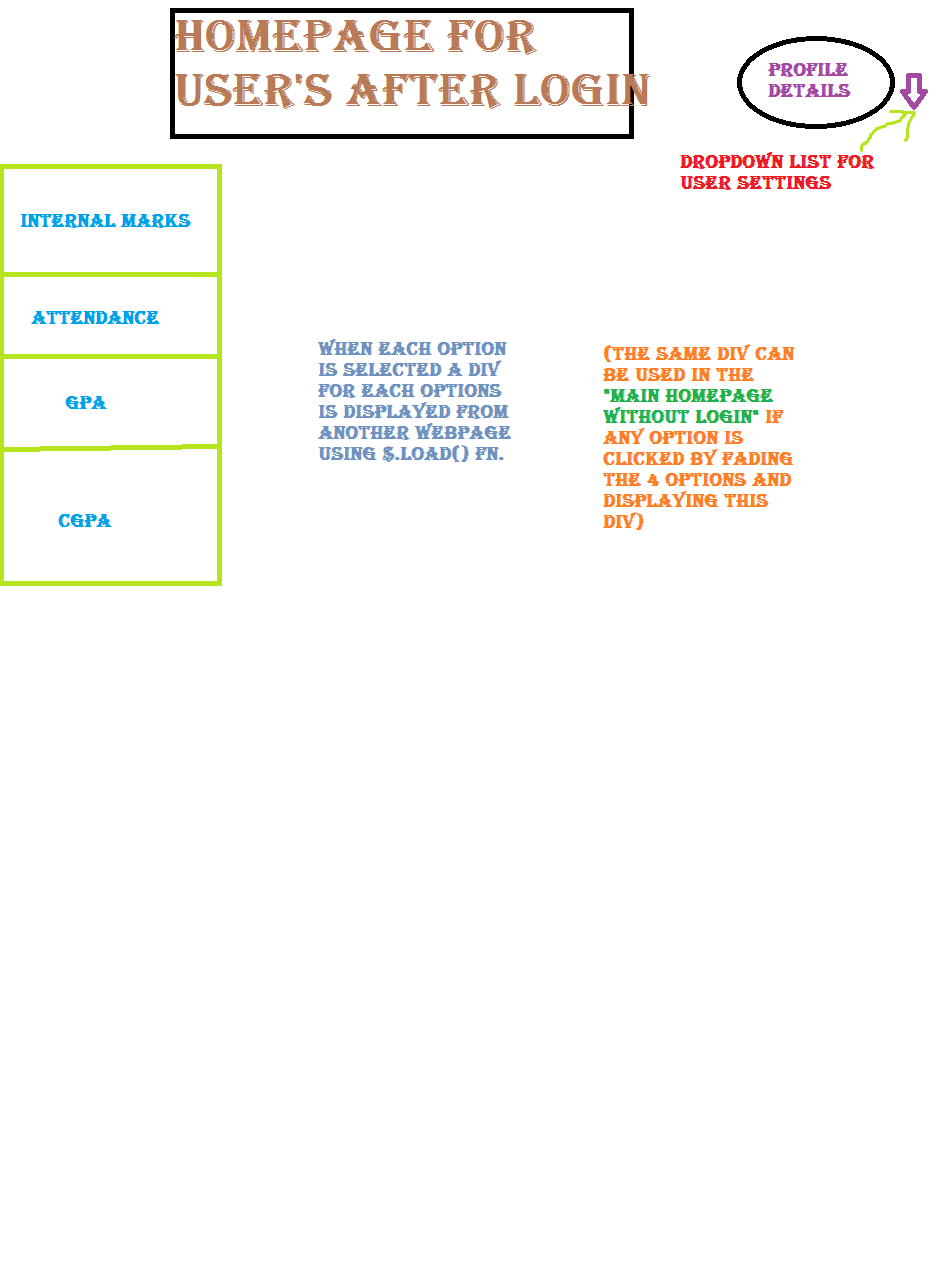 HOMEPAGE FOR
USER'S AFTER LOGIN
PROFILE
DETAILS
DROPDOWN LIST FOR
USER SETTINGS
INTERNAL MARKS
ATTENDANCE
GPA
CGPA
WHEN EACH OPTION
IS SELECTED A DIV
FOR EACH OPTIONS
IS DISPLAYED FROM
ANOTHER WEBPAGE
USING $.LOAD() FN.
(THE SAME DIV CAN
BE USED IN THE
"MAIN HOMEPAGE
WITHOUT LOGIN" IF
ANY OPTION IS
CLICKED BY FADING
THE 4 OPTIONS AND
DISPLAYING THIS
DIV)